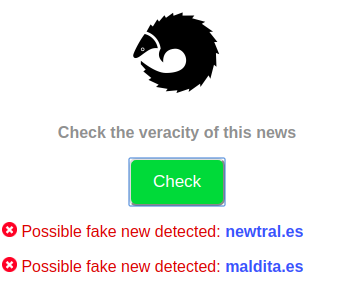 Check the veracity of this news
Check
Possible fake new detected: newtral.es
Possible fake new detected: maldita.es